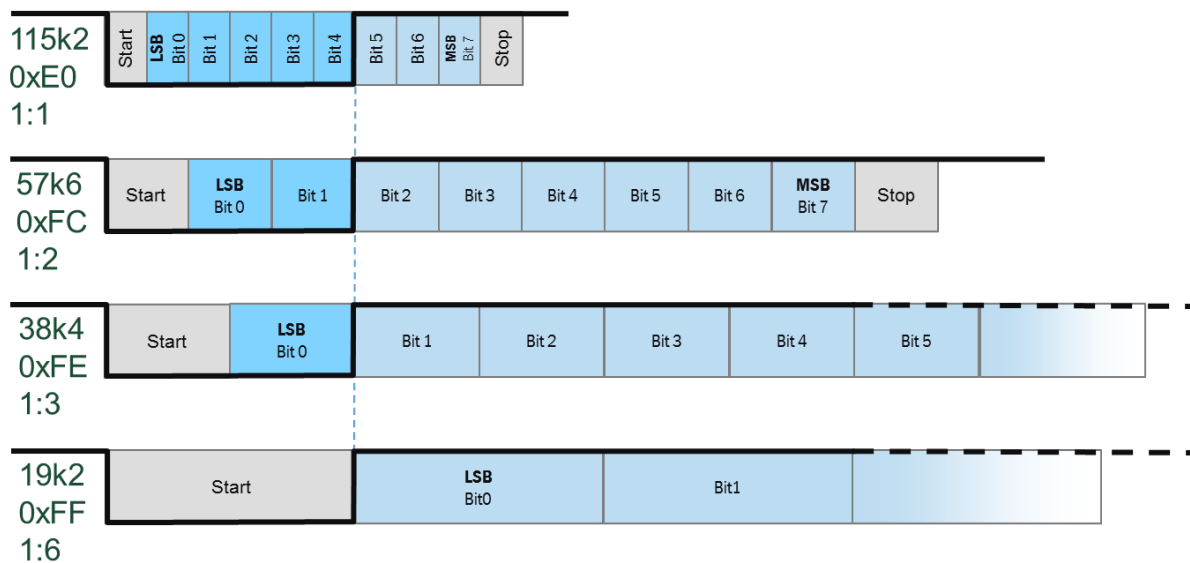 115k2
0xE0
1:1
Start
LSB
Bit 0
Bit 1
Bit 2
Bit 3
Bit 4
Bit 5
Bit 6
MSB
Bit 7
Stop
57k6
0xFC
1:2
Start
LSB
Bit 0
Bit 1
Bit 2
Bit 3
Bit 4
Bit 5
Bit 6
MSB
Bit 7
Stop
38k4
0xFE
1:3
Start
LSB
Bit 0
Bit 1
Bit 2
Bit 3
Bit 4
Bit 5
19k2
0xFF
1:6
Start
LSB
Bit0
Bit1